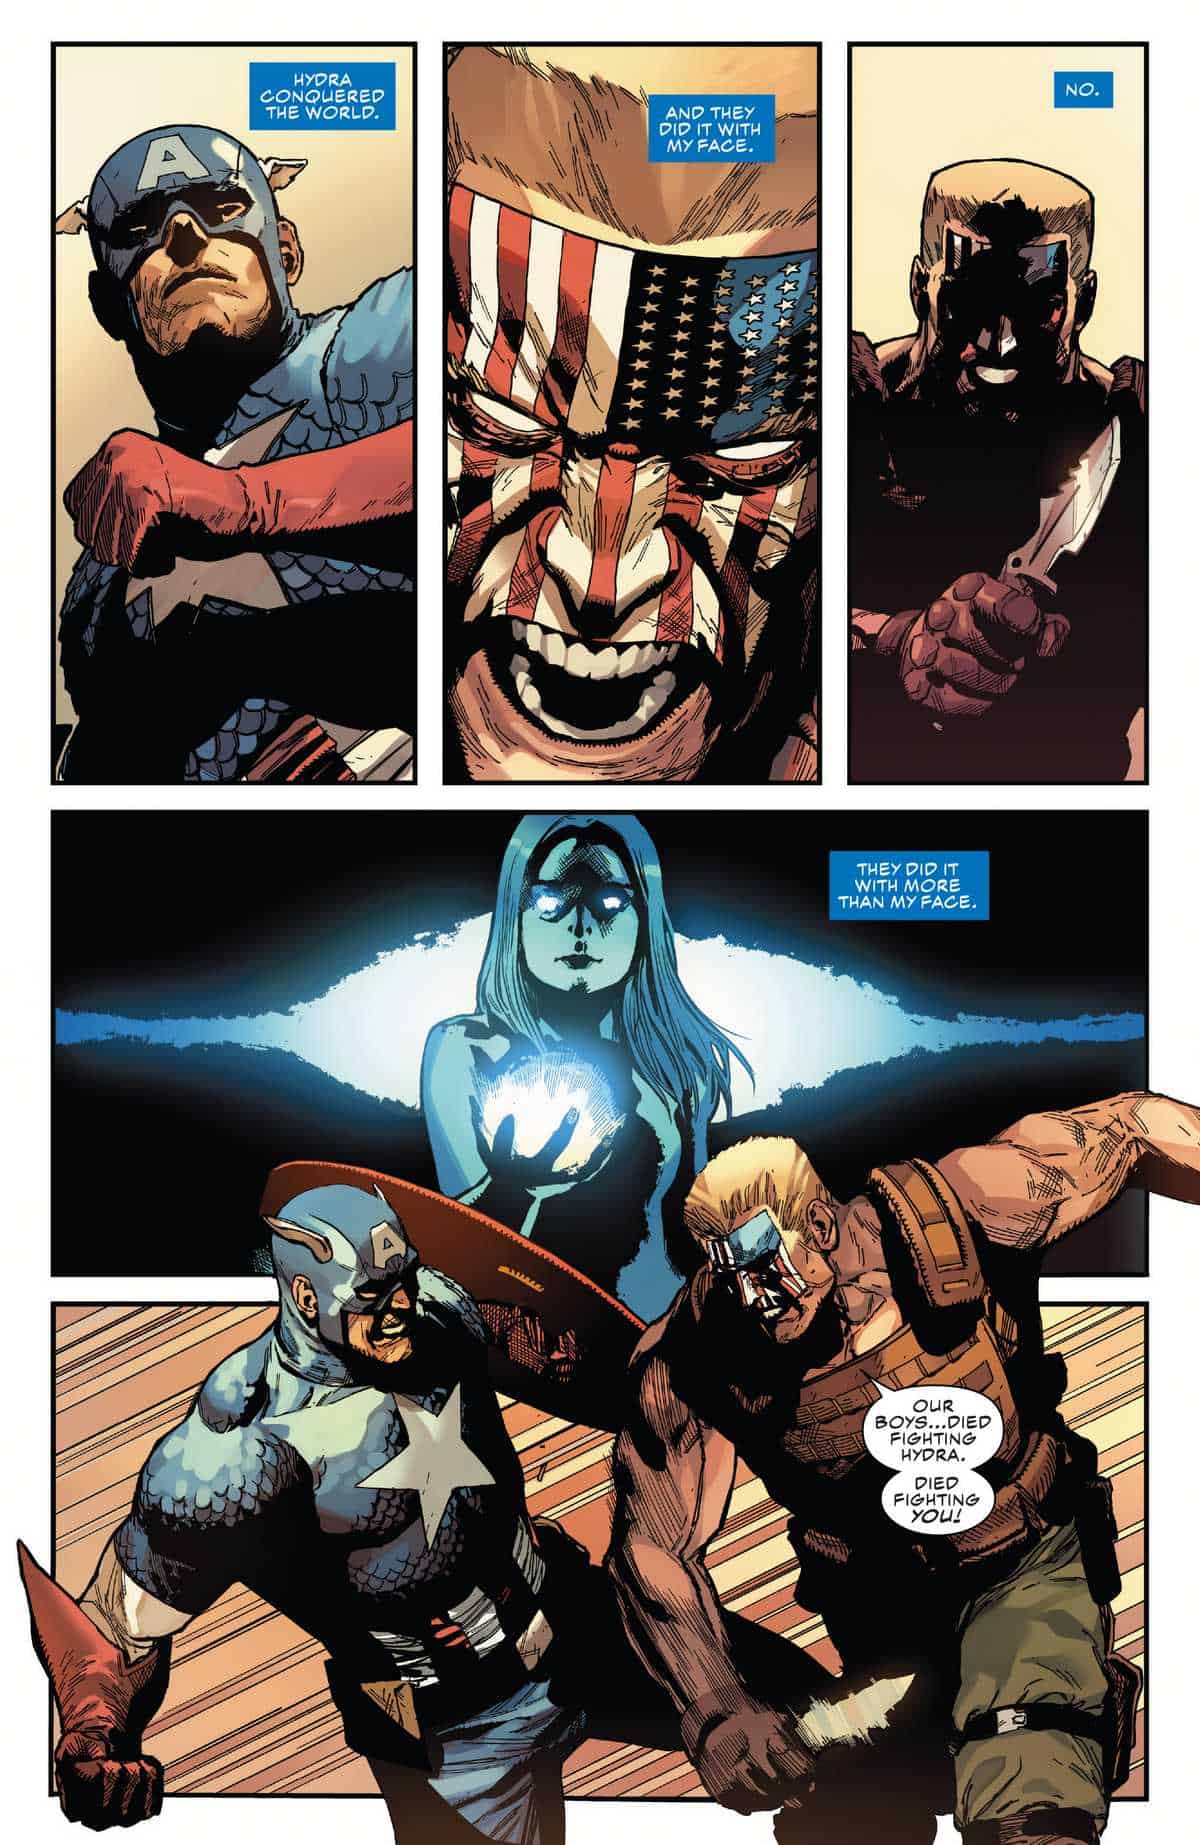 HYDRA
CONQUERED
THE WORLD.
AND THEY
DID IT WITH
MY FACE.
NO.
THEY DID IT
WITH MORE
THAN MY FACE.
OUR
BOYS...DIED
FIGHTING
HYDRA.
DIED
FIGHTING
YOU!
A
A